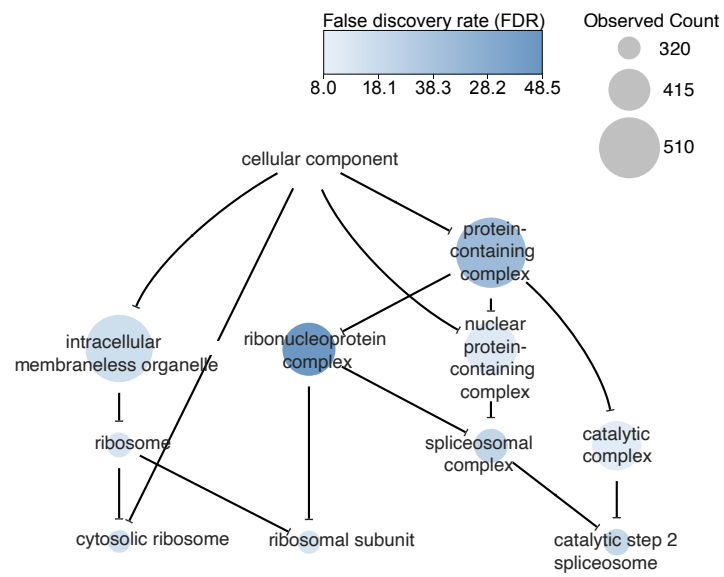 False discovery rate (FDR)
Observed Count
8.0 18.1 38.3 28.2 48.5
320
415
510
cellular component
protein-
containing
complex
intracellular
membraneless organelle
ribonucleoprotein
complex
nuclear
protein-
containing
complex
ribosome
spliceosomal
complex
catalytic
complex
cytosolic ribosome
ribosomal subunit
catalytic step 2
spliceosome